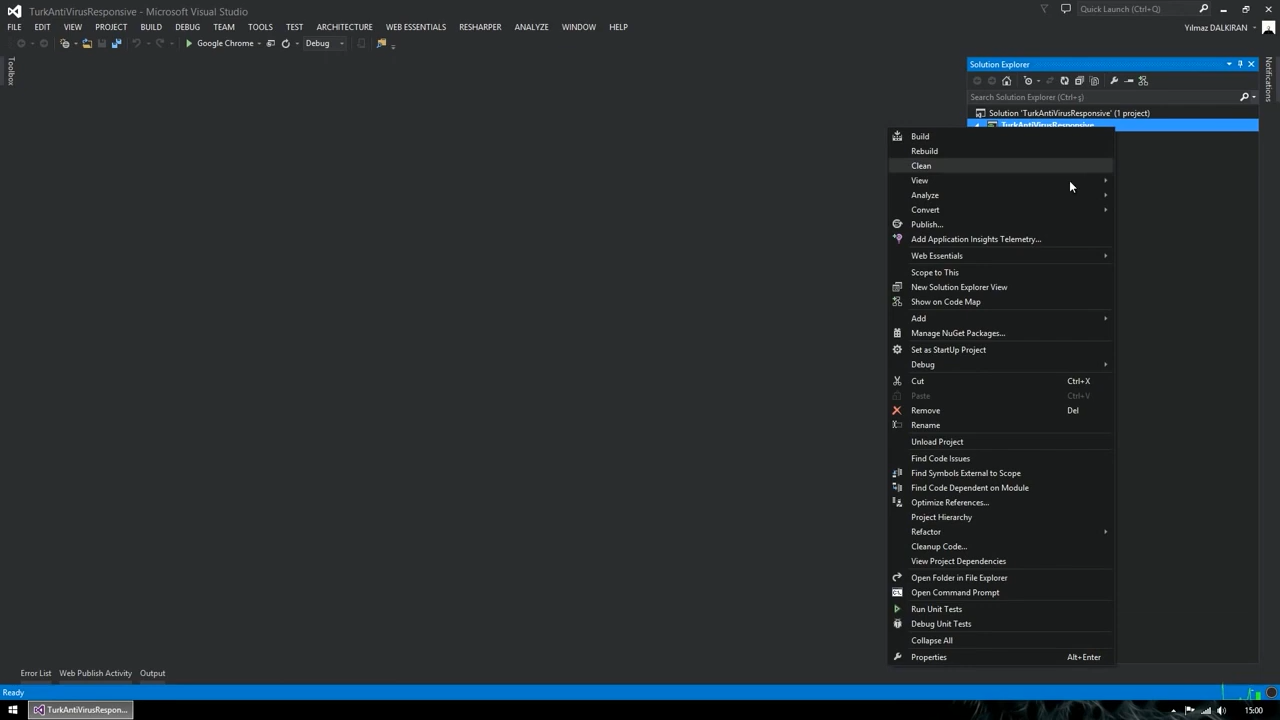 TurkAntiVirusResponsive - Microsoft Visual Studio
Quick Launch (Ctrl+Q)
FILE EDIT VIEW PROJECT BUILD DEBUG TEAM TOOLS TEST ARCHITECTURE WEB ESSENTIALS RESHARPER ANALYZE WINDOW HELP
Yılmaz DALKIRAN
Google Chrome
Debug
Toolbox
Solution Explorer
Notifications
Search Solution Explorer (Ctrl+ş)
Solution 'TurkAntiVirusResponsive' (1 project)
TurkAntiVirusResponsive
Build
Rebuild
Clean
View
Analyze
Convert
Publish...
Add Application Insights Telemetry...
Web Essentials
Scope to This
New Solution Explorer View
Show on Code Map
Add
Manage NuGet Packages...
Set as StartUp Project
Debug
Cut Ctrl+X
Paste Ctrl+V
Remove Del
Rename
Unload Project
Find Code Issues
Find Symbols External to Scope
Find Code Dependent on Module
Optimize References...
Project Hierarchy
Refactor
Cleanup Code...
View Project Dependencies
Open Folder in File Explorer
Open Command Prompt
Run Unit Tests
Debug Unit Tests
Collapse All
Properties Alt+Enter
Error List Web Publish Activity Output
Ready
TurkAntiVirusRespon...
15:00